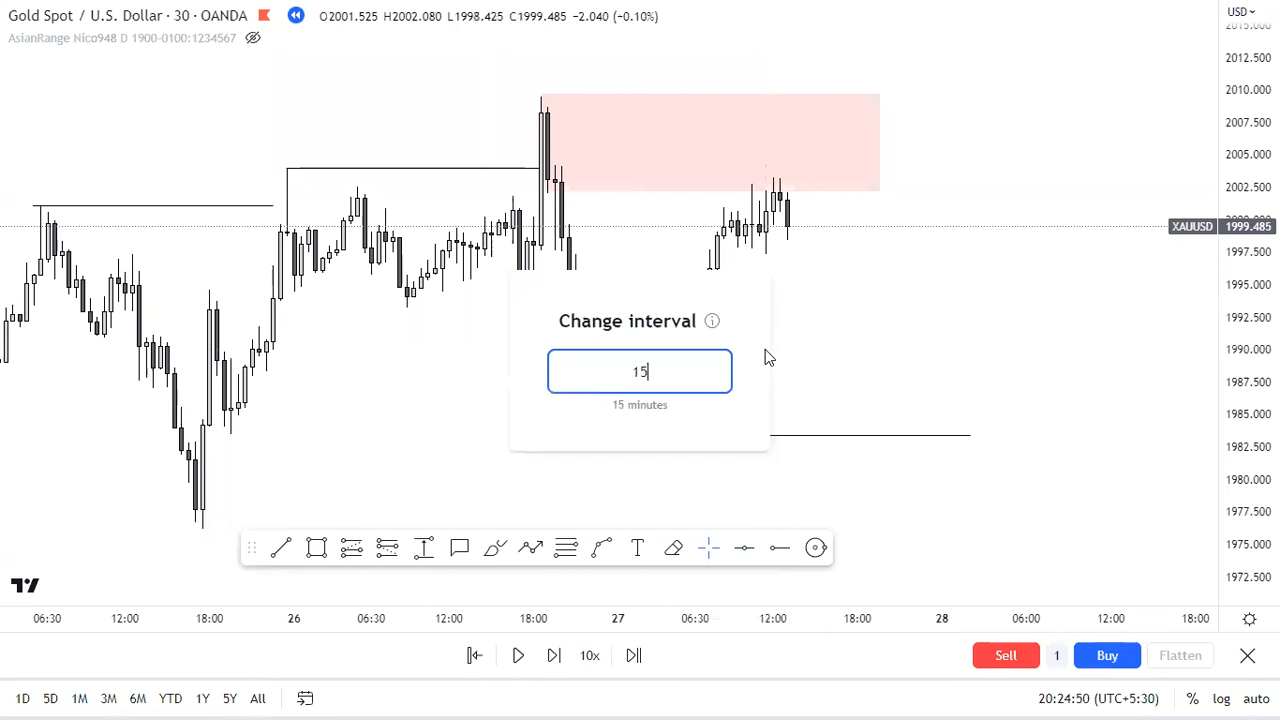 Gold Spot / U.S. Dollar · 30 · OANDA O2001.525 H2002.080 L1998.425 C1999.485 −2.040 (−0.10%)
AsianRange Nico948 D 1900-0100:1234567
USD
2015.000
2012.500
2010.000
2007.500
2005.000
2002.500
2000.000
XAUUSD 1999.485
1997.500
1995.000
1992.500
1990.000
1987.500
1985.000
1982.500
1980.000
1977.500
1975.000
1972.500
Change interval
15
15 minutes
T
06:30 12:00 18:00 26 06:30 12:00 18:00 27 06:30 12:00 18:00 28 06:00 12:00 18:00
10x Sell 1 Buy Flatten
1D 5D 1M 3M 6M YTD 1Y 5Y All 20:24:50 (UTC+5:30) % log auto